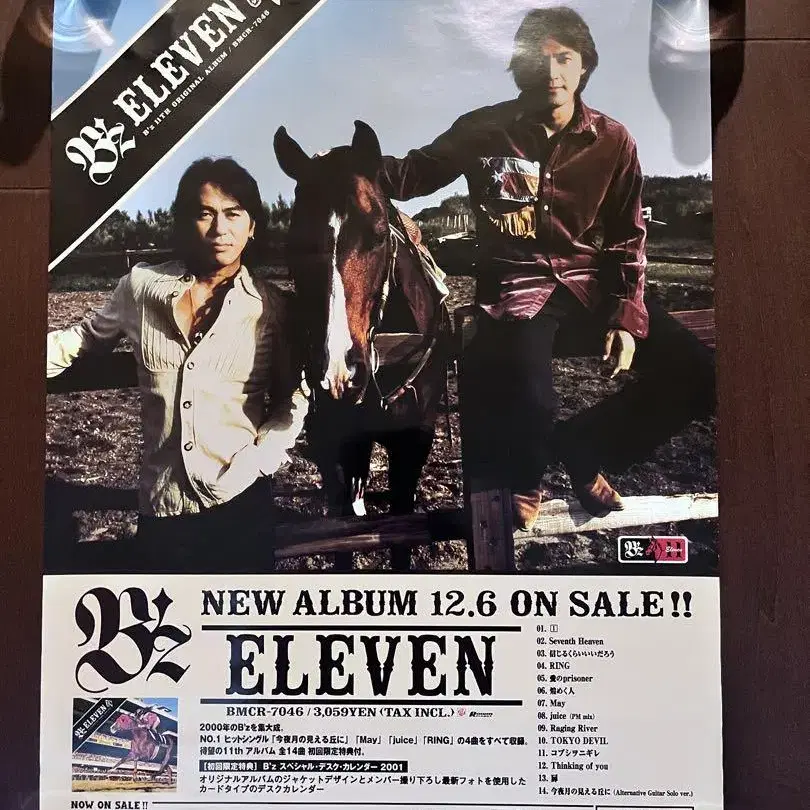 B'z ELEVEN
B'z 11TH ORIGINAL ALBUM / BMCR-7046
B'z Eleven
B'z
NEW ALBUM 12.6 ON SALE!!
ELEVEN
BMCR-7046 / 3,059YEN (TAX INCL.)
B'z ELEVEN
2000年のB'zを集大成。
NO.1 ヒットシングル「今夜月の見える丘に」「May」「juice」「RING」の4曲をすべて収録。
待望の11th アルバム 全14曲 初回限定特典付。
【初回限定特典】B'z スペシャル・デスク・カレンダー 2001
オリジナルアルバムのジャケットデザインとメンバー撮り下ろし最新フォトを使用した
カードタイプのデスクカレンダー
01. Ⅰ
02. Seventh Heaven
03. 信じるくらいいいだろう
04. RING
05. 愛のprisoner
06. 煌めく人
07. May
08. juice (PM mix)
09. Raging River
10. TOKYO DEVIL
11. コブシヲニギレ
12. Thinking of you
13. 扉
14. 今夜月の見える丘に (Alternative Guitar Solo ver.)
NOW ON SALE!!